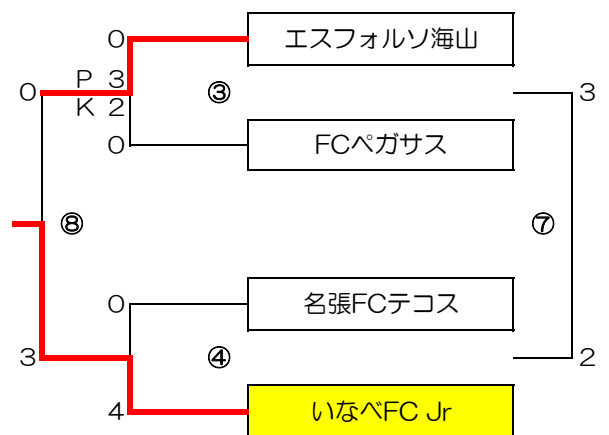 0 エスフォルソ海山
P 3
0 ③ 3
K 2
0 FCペガサス
⑧ ⑦
0 名張FCテコス
3 ④ 2
4 いなべFC Jr